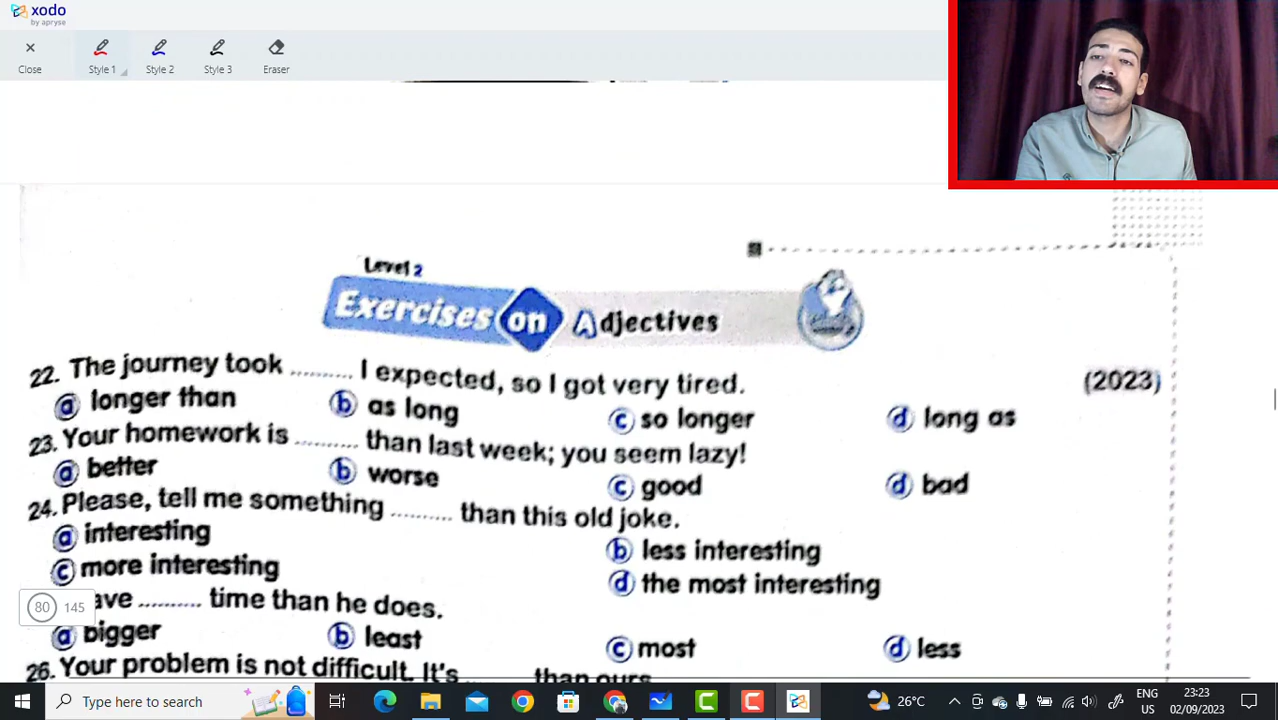 xodo
by apryse
Close
Style 1
Style 2
Style 3
Eraser
Level 2
Exercises on Adjectives
22. The journey took .......... I expected, so I got very tired. (2023)
a longer than b as long c so longer d long as
23. Your homework is .......... than last week; you seem lazy!
a better b worse c good d bad
24. Please, tell me something .......... than this old joke.
a interesting b less interesting
c more interesting d the most interesting
80 145
ave .......... time than he does.
a bigger b least c most d less
26. Your problem is not difficult. It's than ours
Type here to search
26°C
ENG
US
23:23
02/09/2023